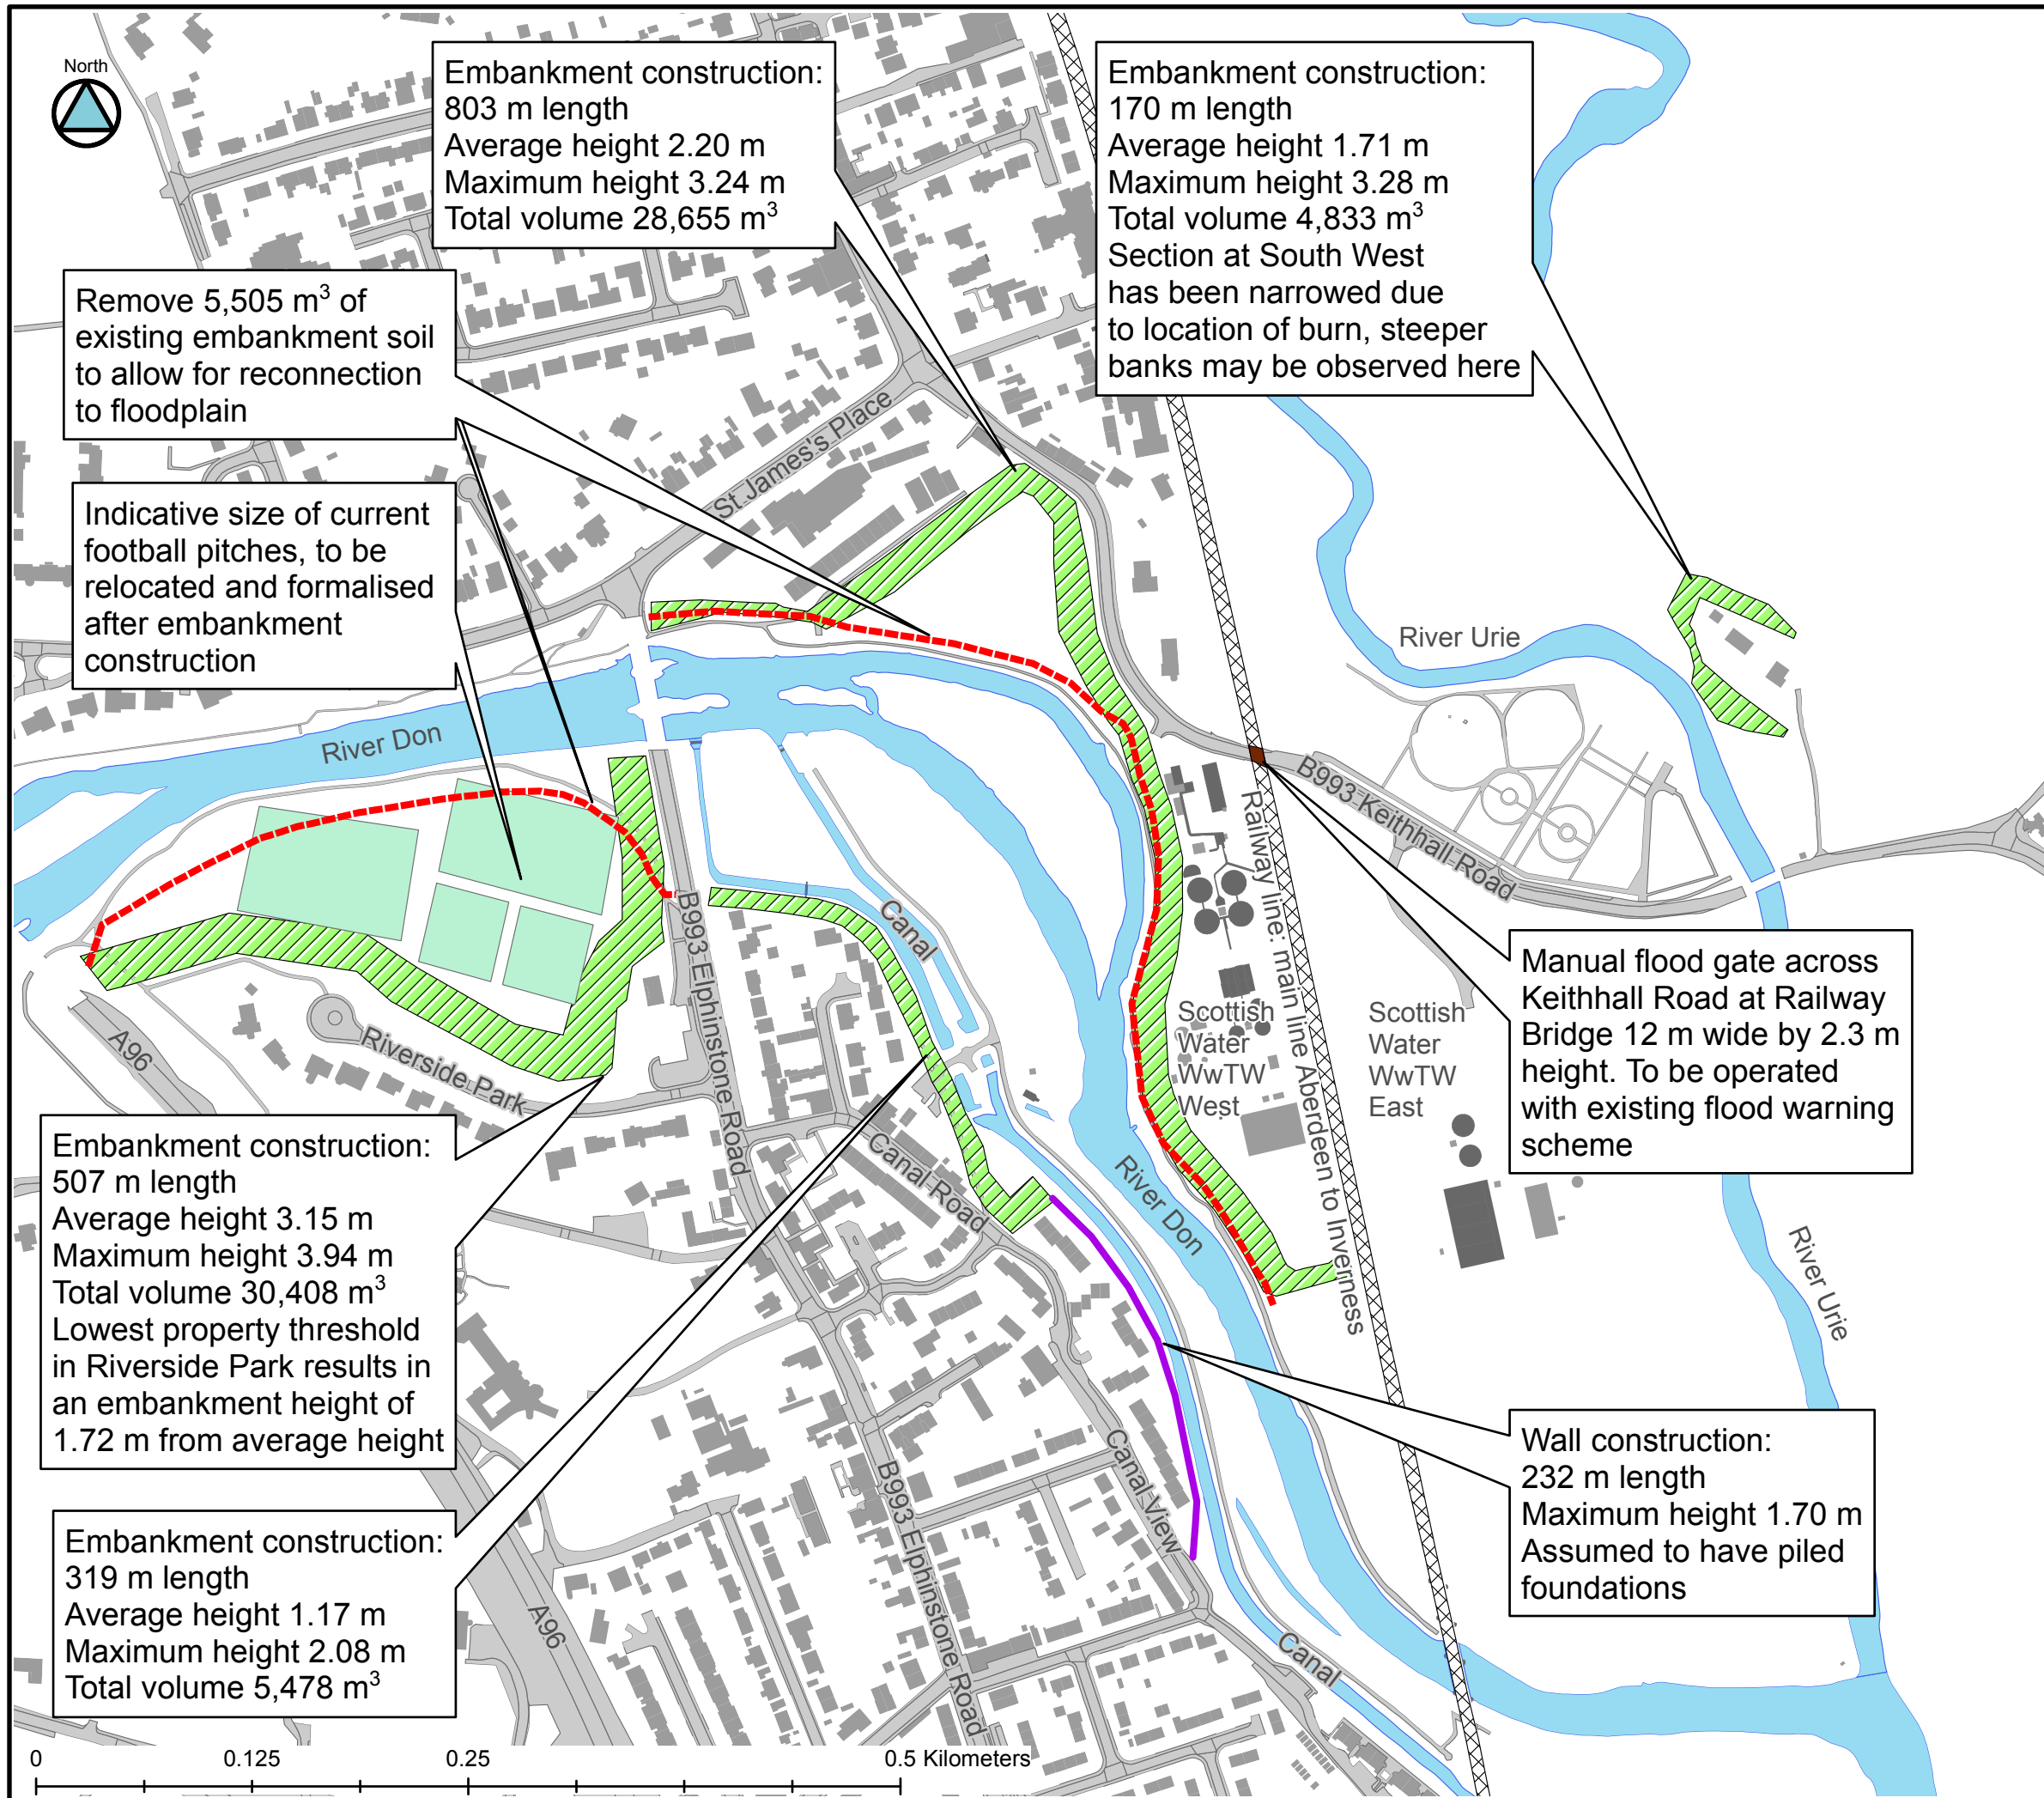 North
Embankment construction:
803 m length
Average height 2.20 m
Maximum height 3.24 m
Total volume 28,655 m³
Embankment construction:
170 m length
Average height 1.71 m
Maximum height 3.28 m
Total volume 4,833 m³
Section at South West
has been narrowed due
to location of burn, steeper
banks may be observed here
Remove 5,505 m³ of
existing embankment soil
to allow for reconnection
to floodplain
Indicative size of current
football pitches, to be
relocated and formalised
after embankment
construction
St James's Place
River Urie
River Don
B993 Keithhall Road
Railway line: main line Aberdeen to Inverness
B993 Elphinstone Road
Canal
Manual flood gate across
Keithhall Road at Railway
Bridge 12 m wide by 2.3 m
height. To be operated
with existing flood warning
scheme
Scottish
Water
WwTW
West
Scottish
Water
WwTW
East
A96
Riverside Park
Canal Road
River Don
River Urie
Embankment construction:
507 m length
Average height 3.15 m
Maximum height 3.94 m
Total volume 30,408 m³
Lowest property threshold
in Riverside Park results in
an embankment height of
1.72 m from average height
Wall construction:
232 m length
Maximum height 1.70 m
Assumed to have piled
foundations
Canal View
B993 Elphinstone Road
Embankment construction:
319 m length
Average height 1.17 m
Maximum height 2.08 m
Total volume 5,478 m³
A96
Canal
0 0.125 0.25 0.5 Kilometers